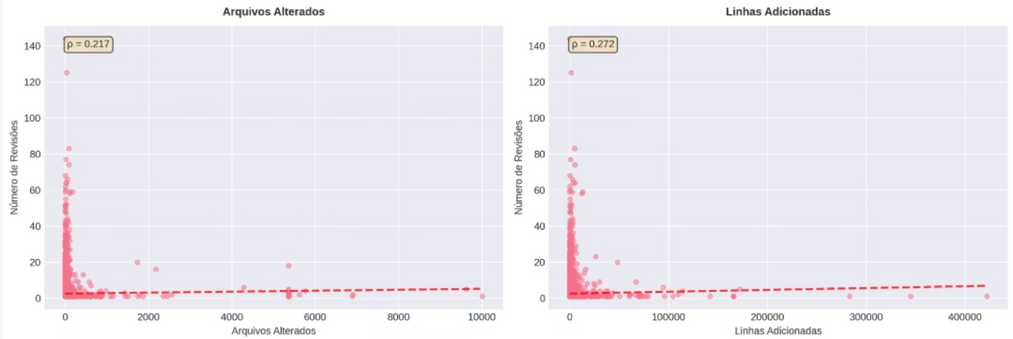 Arquivos Alterados
ρ = 0.217
Número de Revisões
140
120
100
80
60
40
20
0
0 2000 4000 6000 8000 10000
Arquivos Alterados
Linhas Adicionadas
ρ = 0.272
Número de Revisões
140
120
100
80
60
40
20
0
0 100000 200000 300000 400000
Linhas Adicionadas